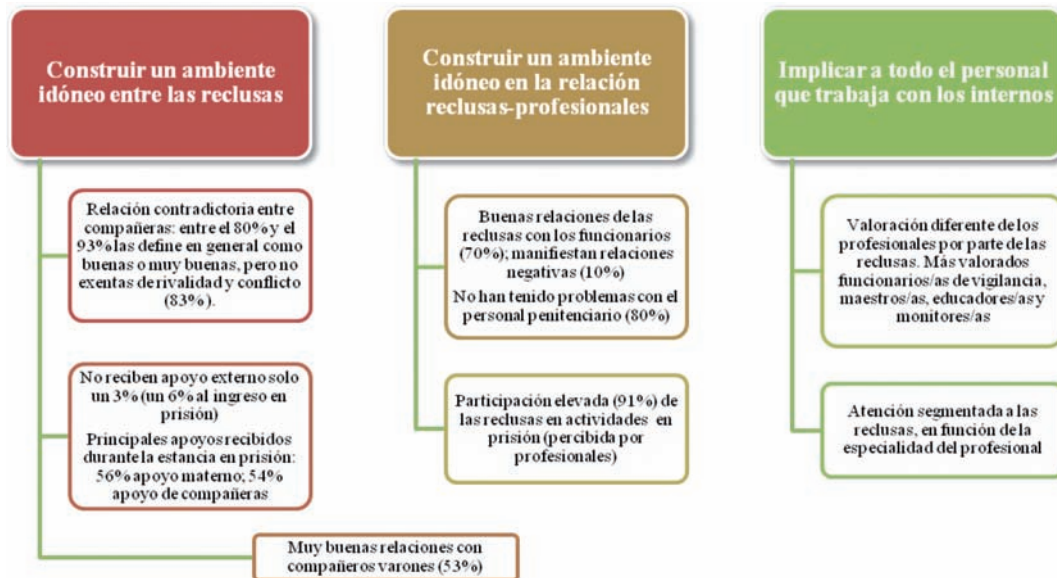 Construir un ambiente
idóneo entre las reclusas
Relación contradictoria entre
compañeras: entre el 80% y el
93% las define en general como
buenas o muy buenas, pero no
exentas de rivalidad y conflicto
(83%).
No reciben apoyo externo solo
un 3% (un 6% al ingreso en
prisión)
Principales apoyos recibidos
durante la estancia en prisión:
56% apoyo materno; 54%
apoyo de compañeras
Muy buenas relaciones con
compañeros varones (53%)
Construir un ambiente
idóneo en la relación
reclusas-profesionales
Buenas relaciones de las
reclusas con los funcionarios
(70%); manifiestan relaciones
negativas (10%)
No han tenido problemas con el
personal penitenciario (80%)
Participación elevada (91%) de
las reclusas en actividades en
prisión (percibida por
profesionales)
Implicar a todo el personal
que trabaja con los internos
Valoración diferente de los
profesionales por parte de las
reclusas. Más valorados
funcionarios/as de vigilancia,
maestros/as, educadores/as y
monitores/as
Atención segmentada a las
reclusas, en función de la
especialidad del profesional